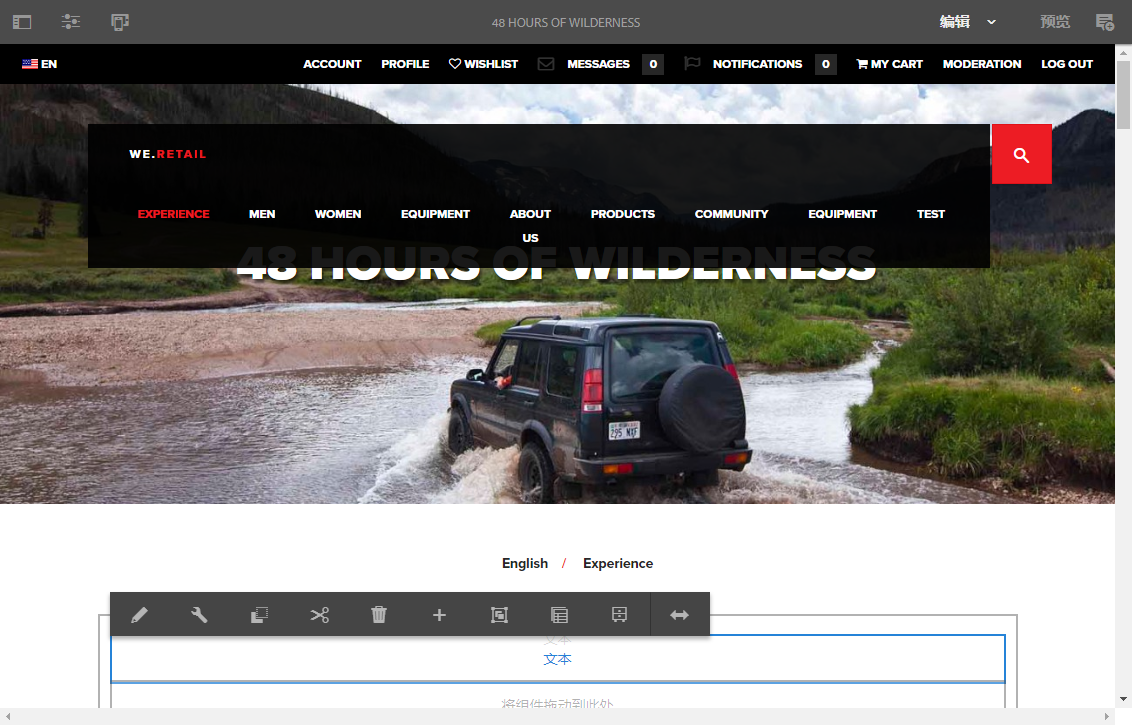 48 HOURS OF WILDERNESS
编辑
预览
EN
ACCOUNT
PROFILE
WISHLIST
MESSAGES
0
NOTIFICATIONS
0
MY CART
MODERATION
LOG OUT
WE.RETAIL
EXPERIENCE
MEN
WOMEN
EQUIPMENT
ABOUT
US
PRODUCTS
COMMUNITY
EQUIPMENT
TEST
48 HOURS OF WILDERNESS
295 NXF
English / Experience
文本
文本
将组件拖动到此处